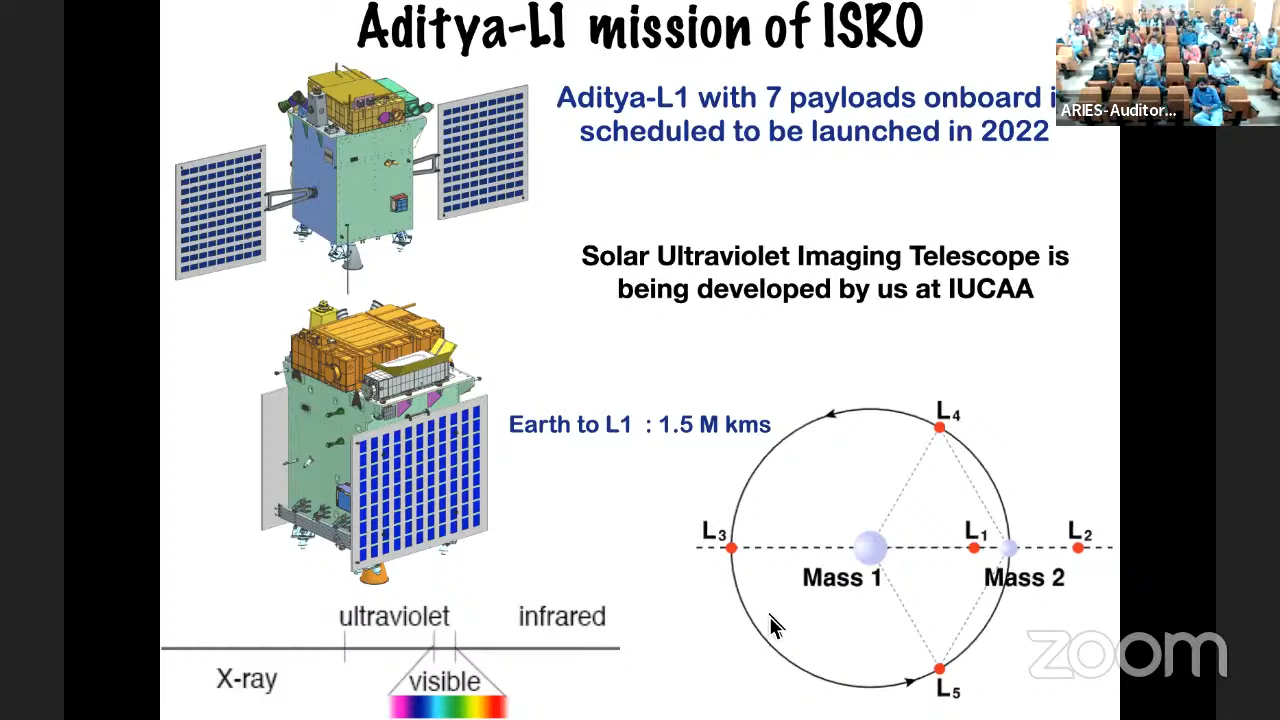 Aditya-L1 mission of ISRO
Aditya-L1 with 7 payloads onboard
scheduled to be launched in 2022
ARIES-Auditor...
Solar Ultraviolet Imaging Telescope is
being developed by us at IUCAA
Earth to L1 : 1.5 M kms
L4
L3
L1
L2
Mass 1
Mass 2
L5
ultraviolet
infrared
X-ray
visible
zoom